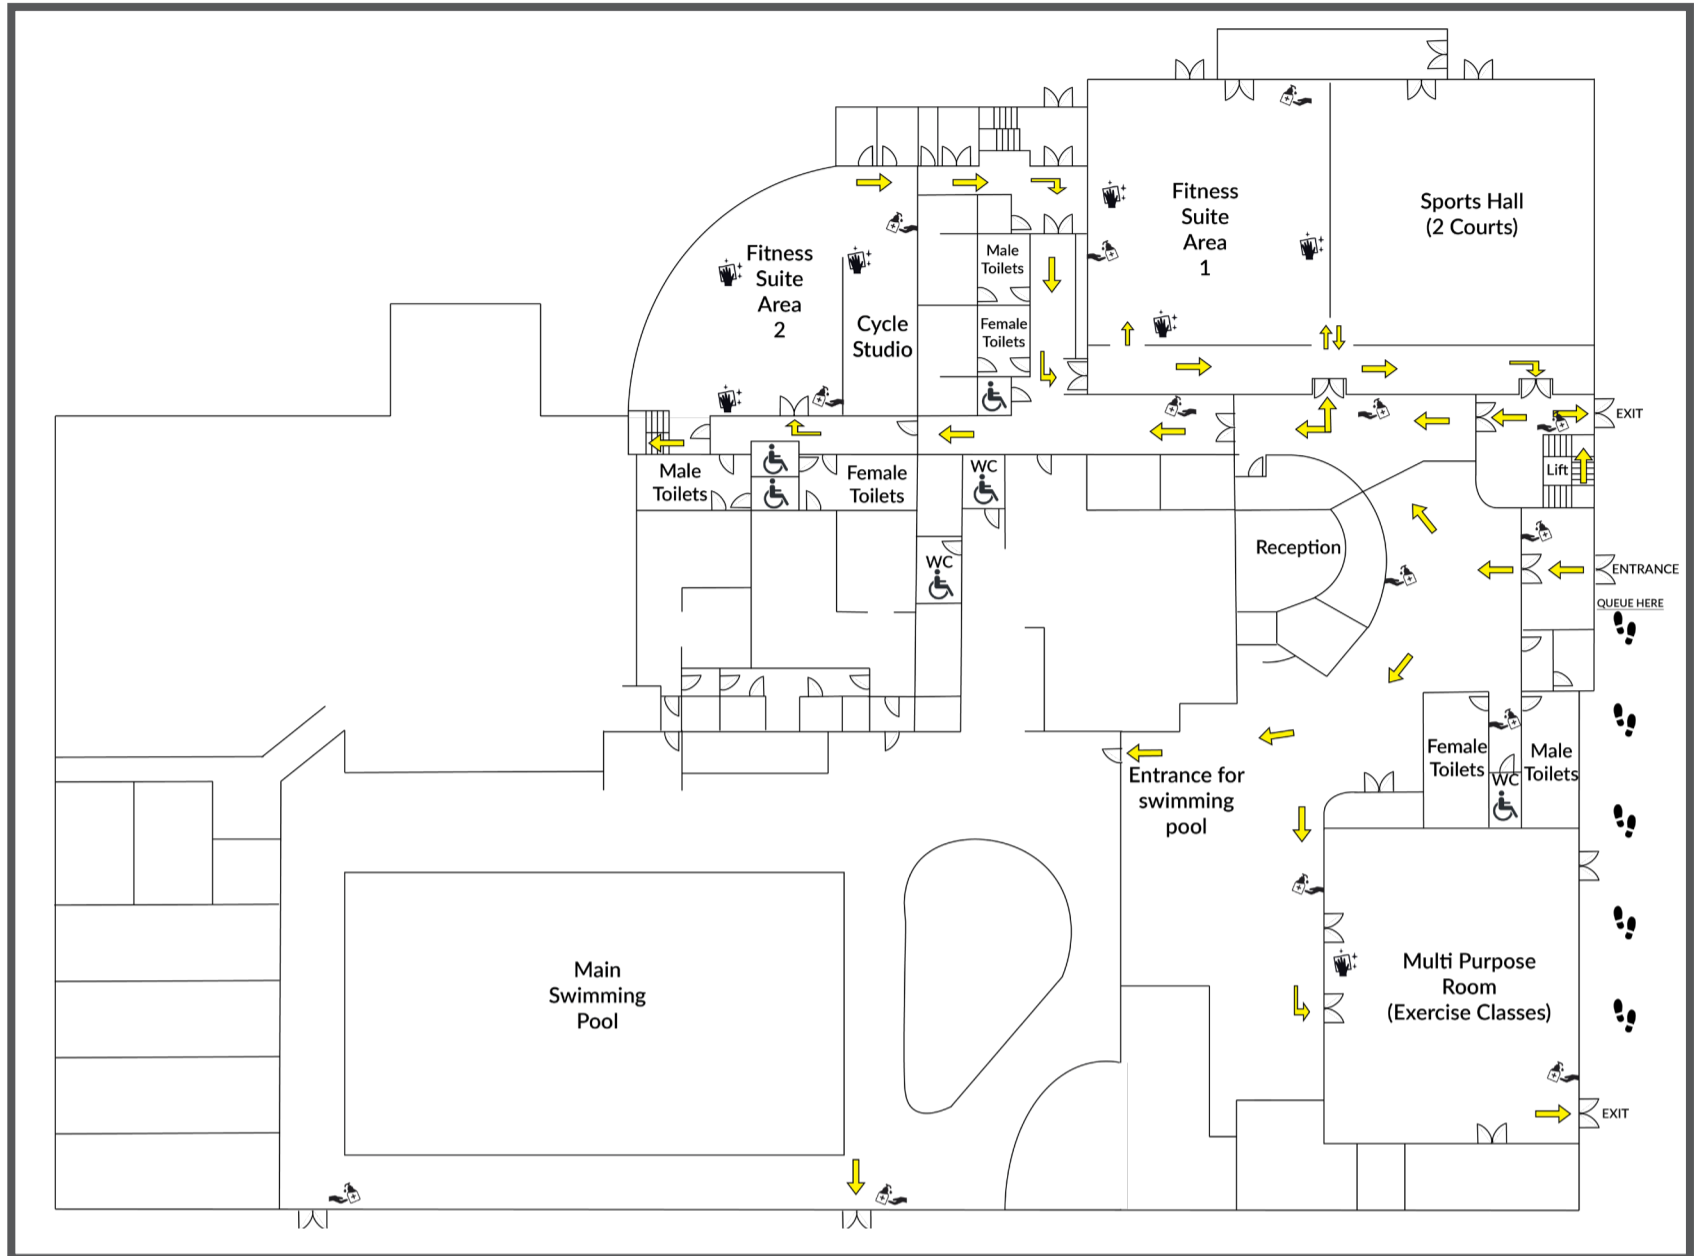 Fitness
Suite
Area
1
Sports Hall
(2 Courts)
Fitness
Suite
Area
2
Cycle
Studio
Male
Toilets
Female
Toilets
EXIT
Male
Toilets
Female
Toilets
WC
Lift
WC
Reception
ENTRANCE
QUEUE HERE
Entrance for
swimming
pool
Female
Toilets
WC
Male
Toilets
Main
Swimming
Pool
Multi Purpose
Room
(Exercise Classes)
EXIT